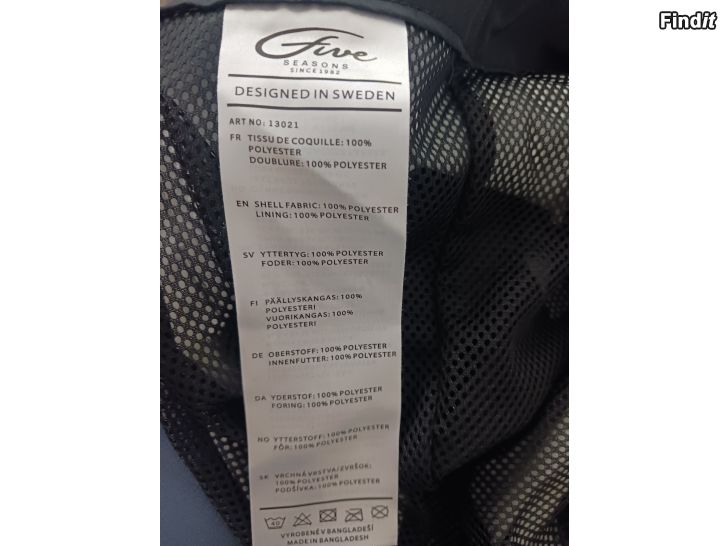 Findit
Five
SEASONS
SINCE 1982
DESIGNED IN SWEDEN
ART NO: 13021
FR TISSU DE COQUILLE: 100%
POLYESTER
DOUBLURE: 100% POLYESTER
EN SHELL FABRIC: 100% POLYESTER
LINING: 100% POLYESTER
SV YTTERTYG: 100% POLYESTER
FODER: 100% POLYESTER
FI PÄÄLLYSKANGAS: 100%
POLYESTERI
VUORIKANGAS: 100%
POLYESTERI
DE OBERSTOFF: 100% POLYESTER
INNENFUTTER: 100% POLYESTER
DA YDERSTOF: 100% POLYESTER
FORING: 100% POLYESTER
NO YTTERSTOFF: 100% POLYESTER
FÔR: 100% POLYESTER
SK VRCHNÁ VRSTVA/ZVRŠOK:
100% POLYESTER
PODŠÍVKA: 100% POLYESTER
40
VYROBENÉ V BANGLADÉŠI
MADE IN BANGLADESH